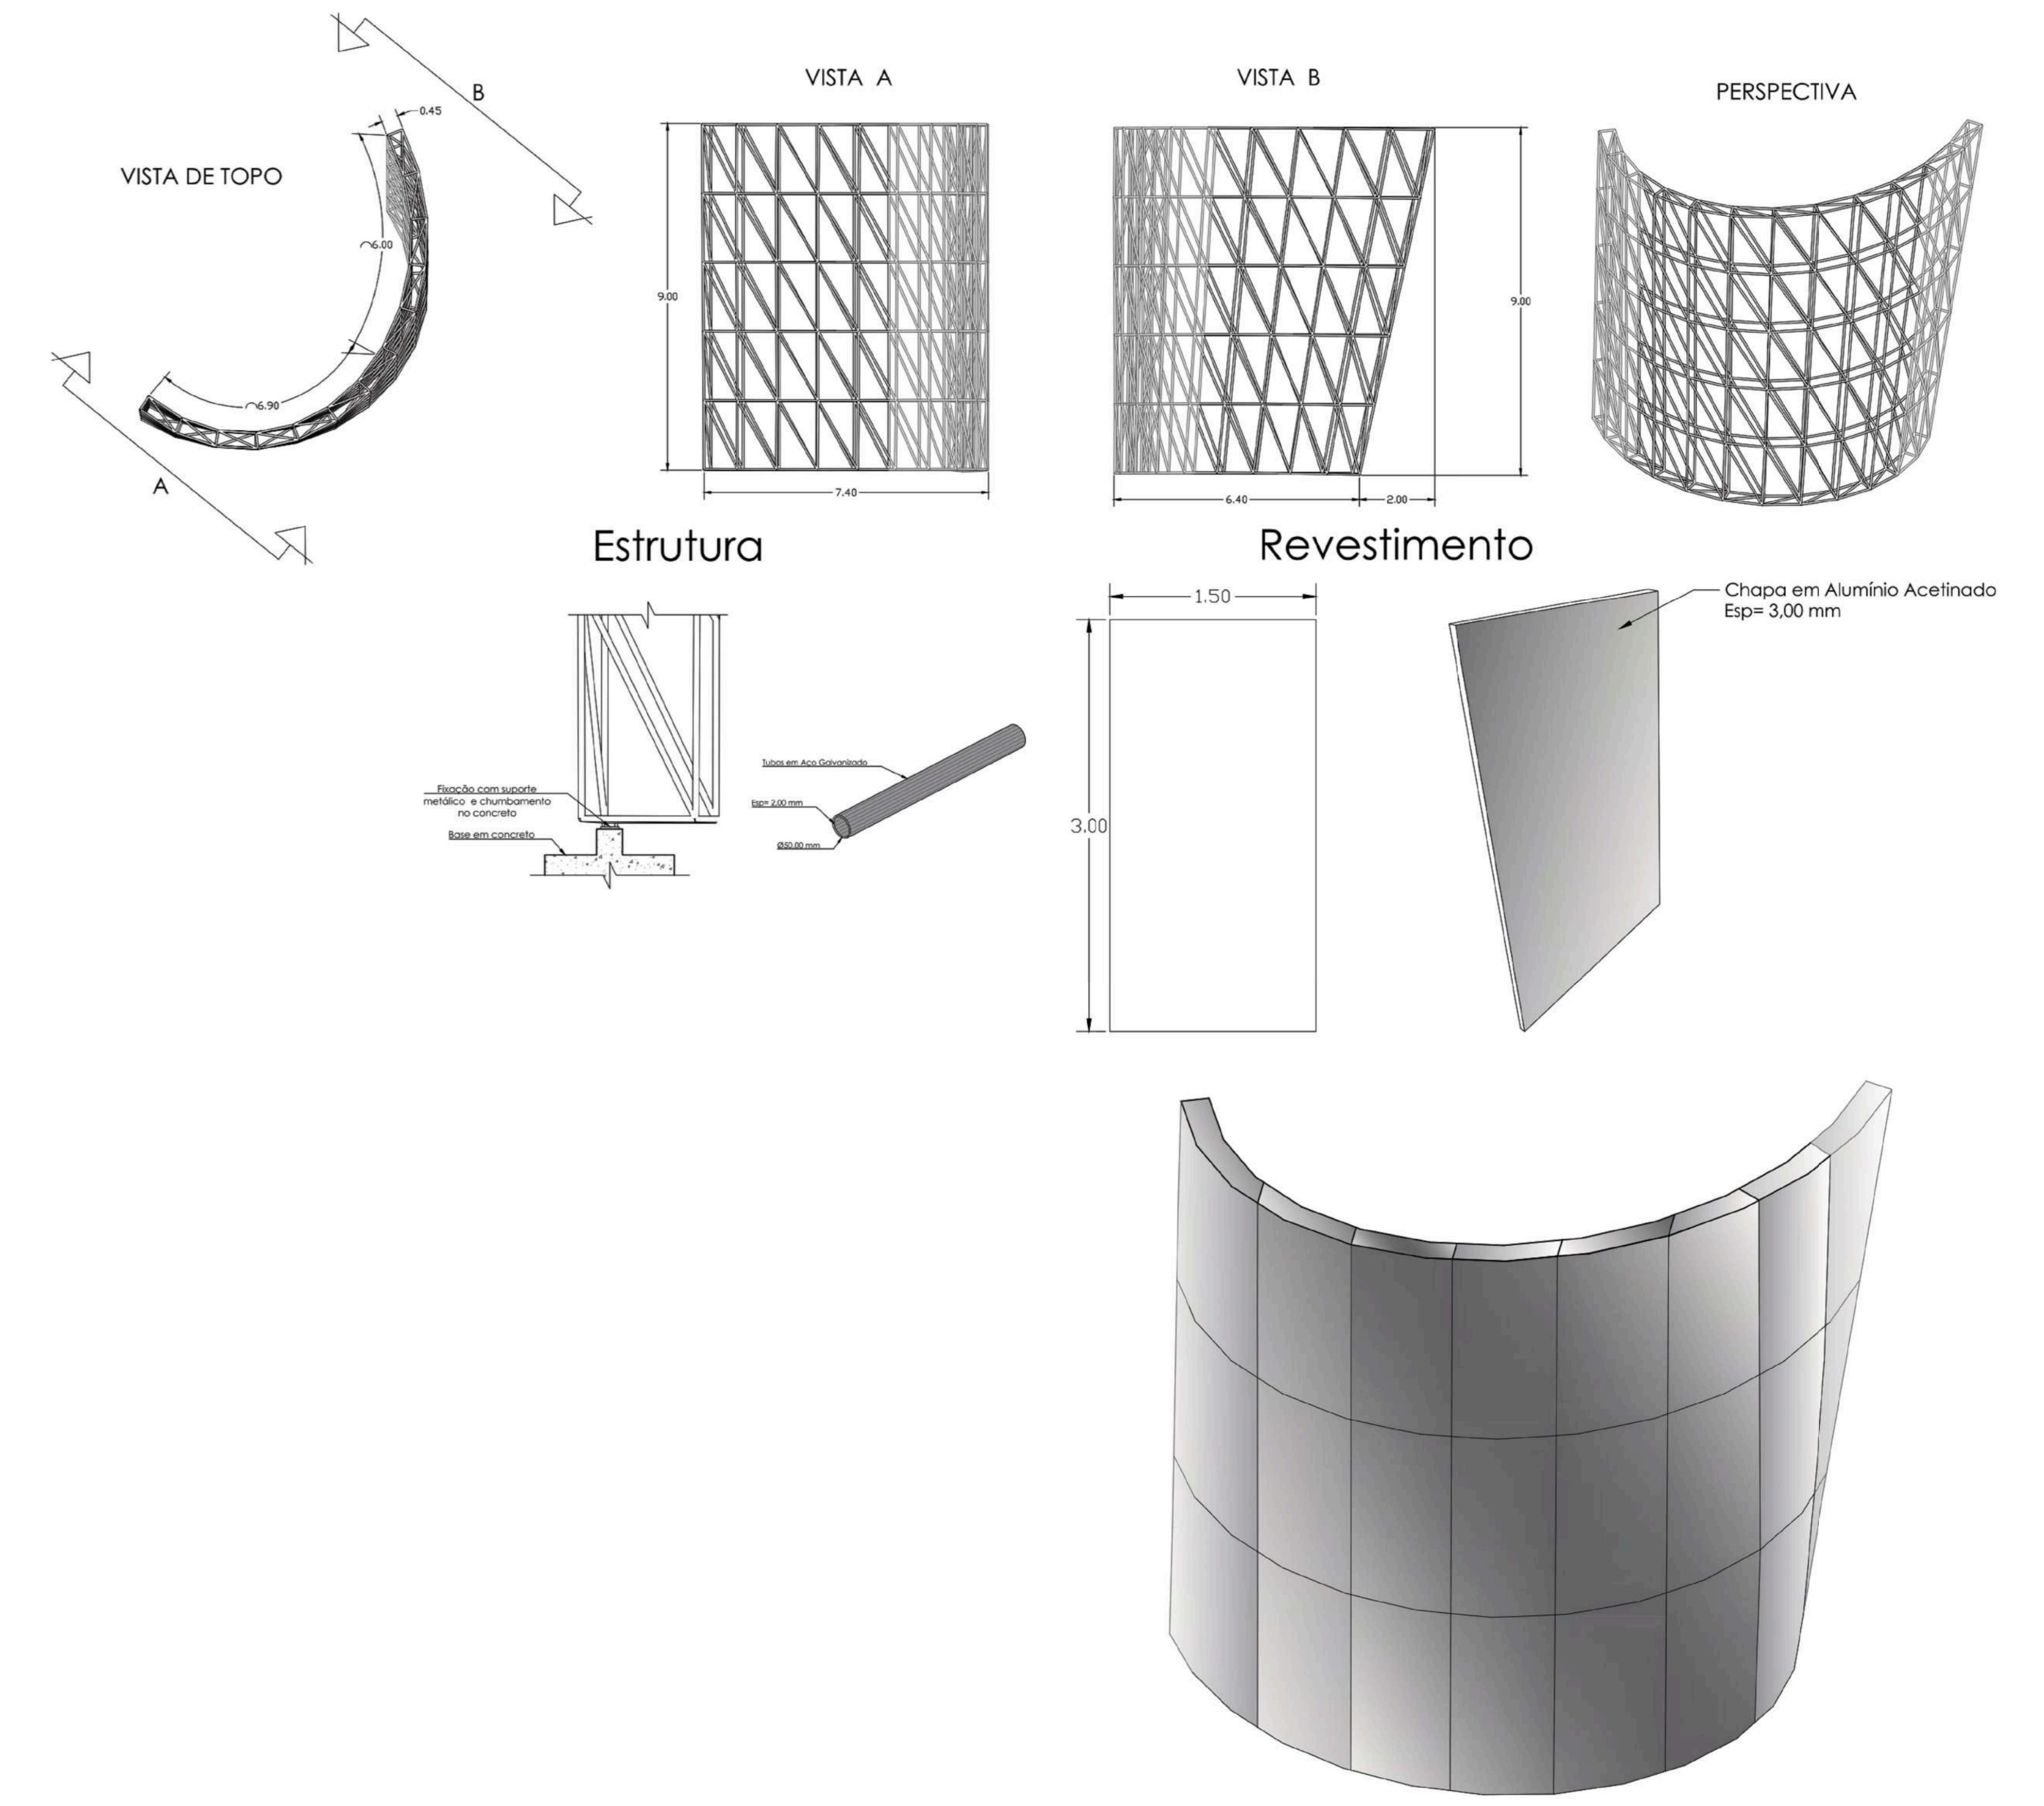 VISTA DE TOPO
B
0.45
⌒6.00
⌒6.90
A
VISTA A
9.00
7.40
VISTA B
9.00
6.40
2.00
PERSPECTIVA
Estrutura
Fixação com suporte
metálico e chumbamento
no concreto
Base em concreto
Tubos em Aço Galvanizado
Esp= 2,00 mm
Ø50.00 mm
Revestimento
1.50
3.00
Chapa em Alumínio Acetinado
Esp= 3,00 mm